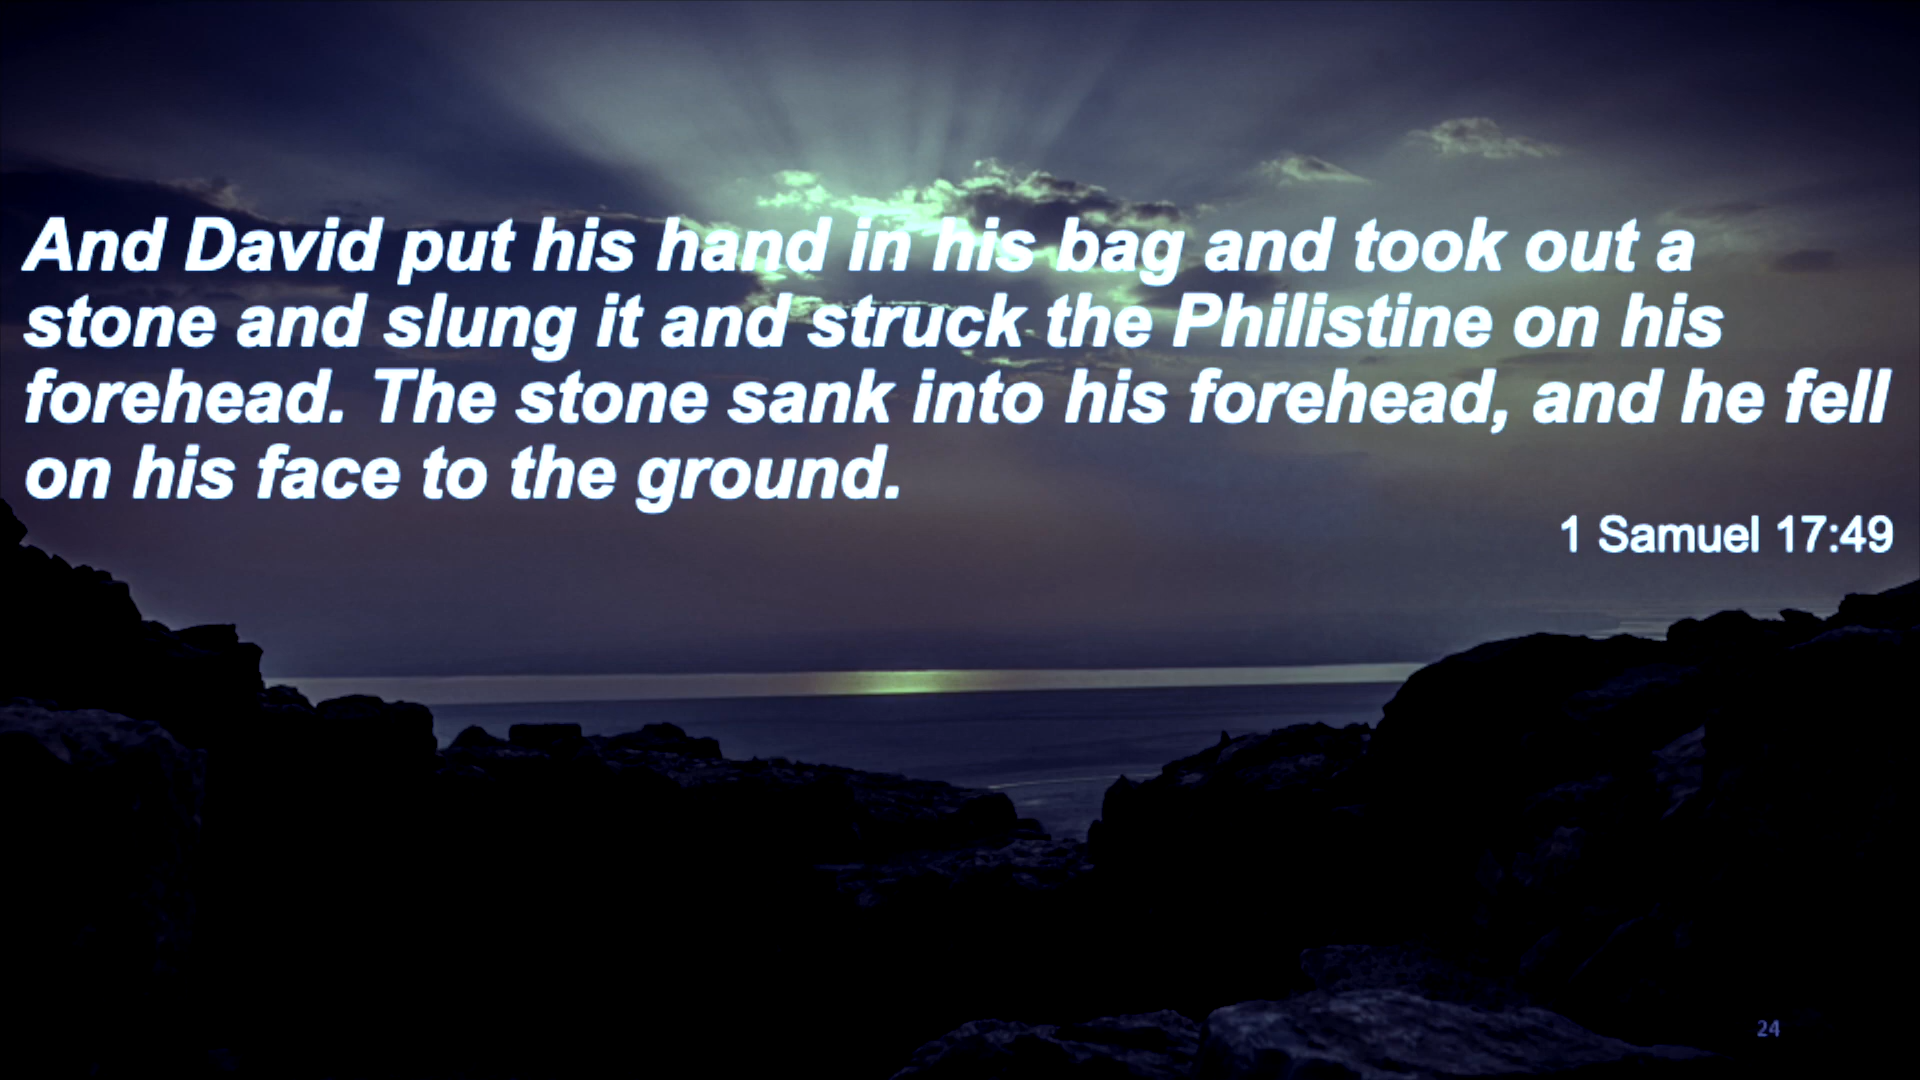 And David put his hand in his bag and took out a
stone and slung it and struck the Philistine on his
forehead. The stone sank into his forehead, and he fell
on his face to the ground.
1 Samuel 17:49
24